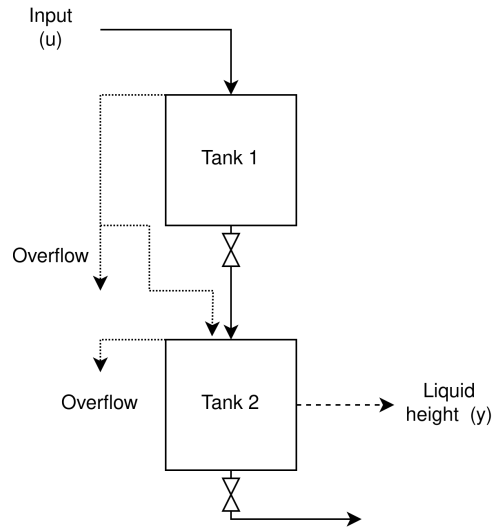 Input
(u)
Tank 1
Overflow
Tank 2
Overflow
Liquid
height (y)